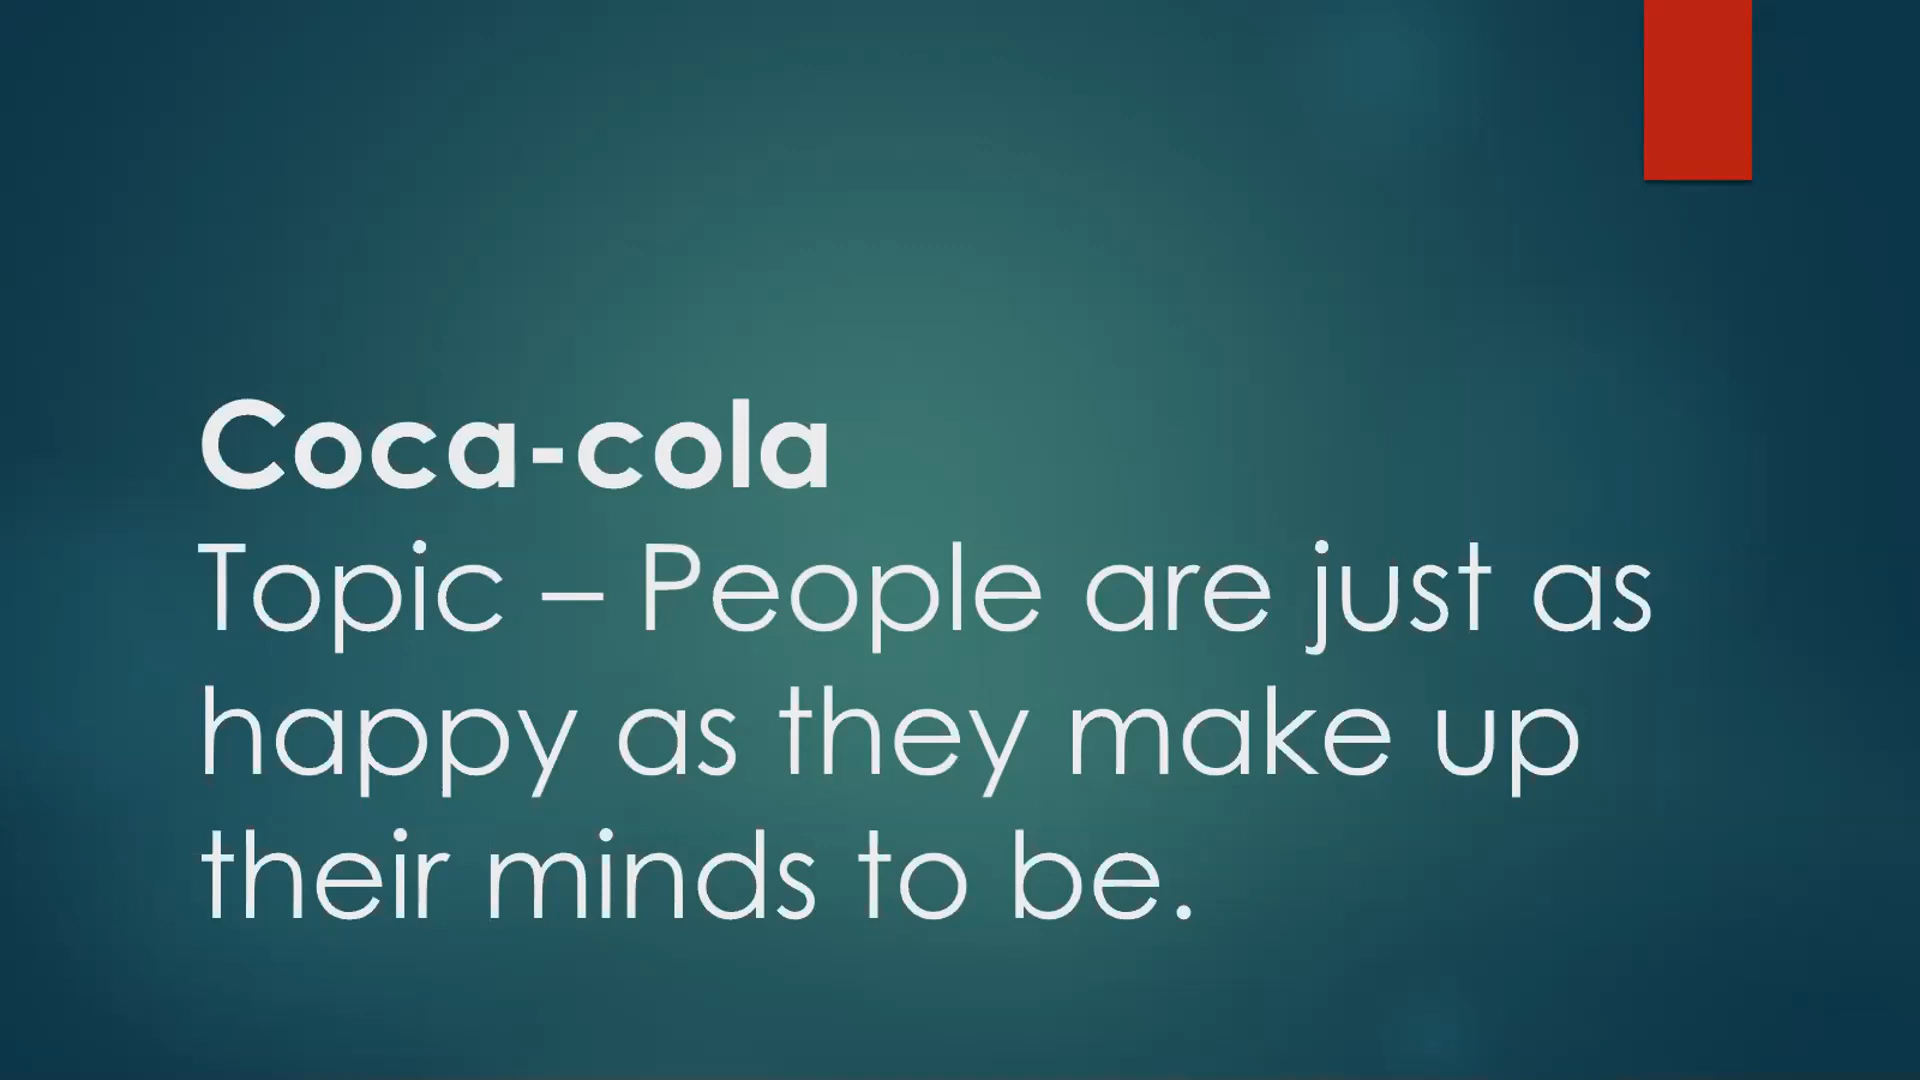 Coca-cola
Topic – People are just as
happy as they make up
their minds to be.